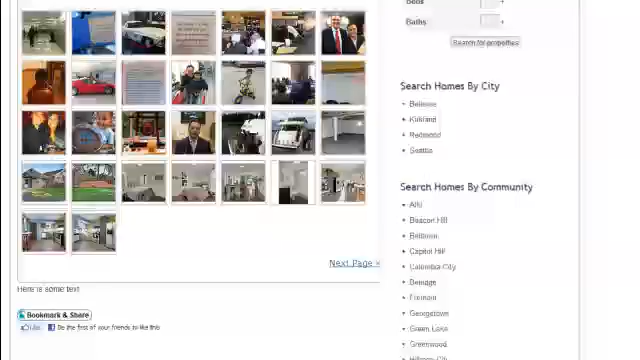 Beds
Baths
Search for properties
Search Homes By City
Bellevue
Kirkland
Redmond
Seattle
Search Homes By Community
Alki
Beacon Hill
Belltown
Capitol Hill
Columbia City
Fremont
Georgetown
Green Lake
Greenwood
Next Page »
Here is some text
Bookmark & Share
Like
Be the first of your friends to like this